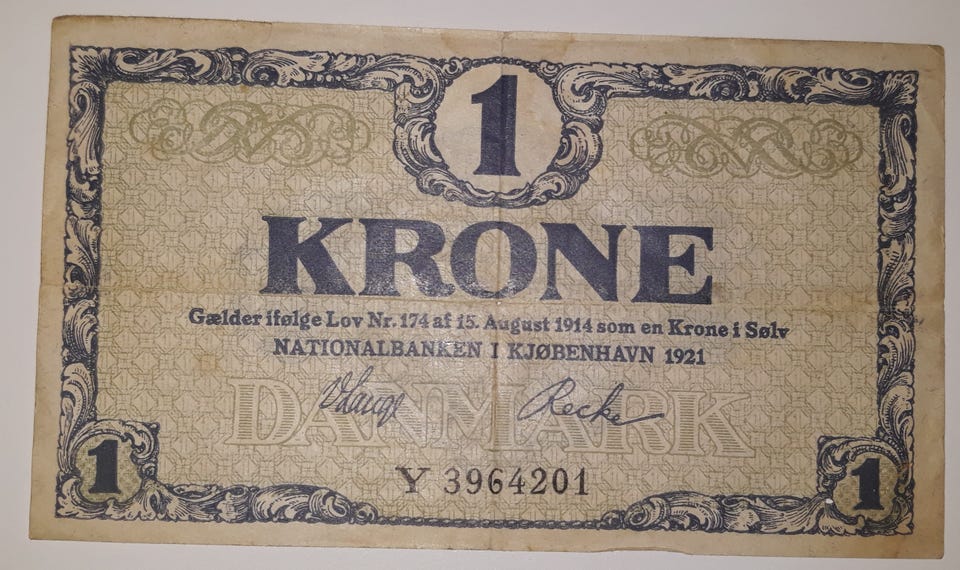 1
KRONE
Gælder ifølge Lov Nr. 174 af 15. August 1914 som en Krone i Sølv
NATIONALBANKEN I KJØBENHAVN 1921
DANMARK
V Lange Recke
Y 3964201
1 1